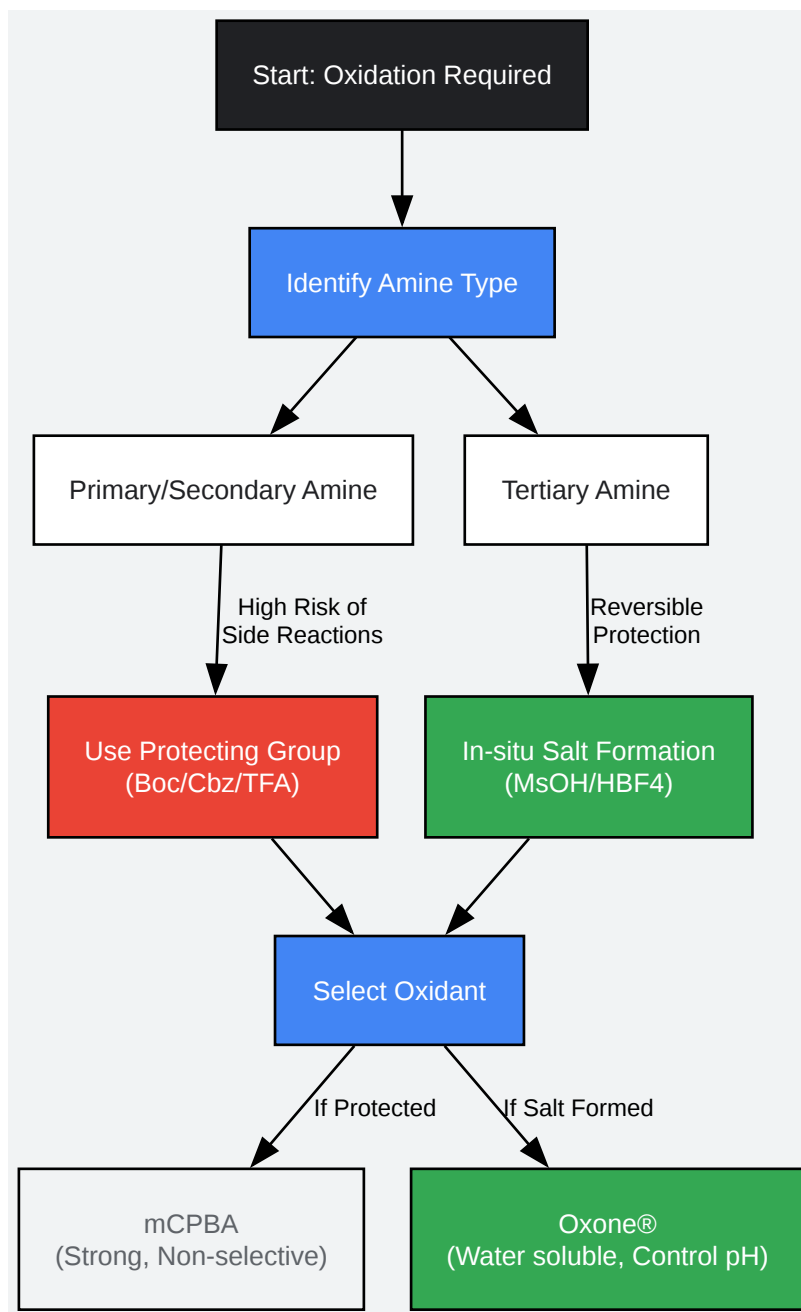 Start: Oxidation Required
Identify Amine Type
Primary/Secondary Amine
Tertiary Amine
High Risk of
Side Reactions
Reversible
Protection
Use Protecting Group
(Boc/Cbz/TFA)
In-situ Salt Formation
(MsOH/HBF4)
Select Oxidant
If Protected
If Salt Formed
mCPBA
(Strong, Non-selective)
Oxone®
(Water soluble, Control pH)